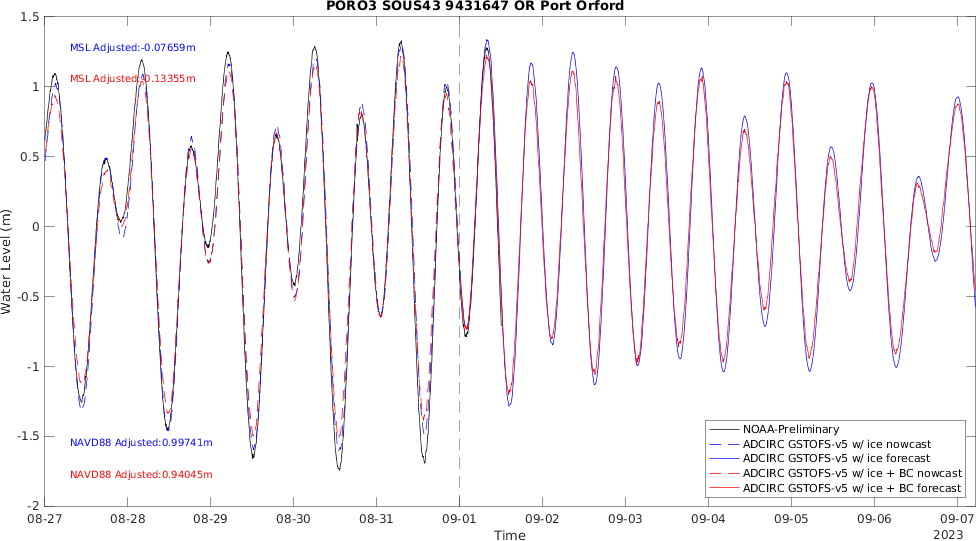 PORO3 SOUS43 9431647 OR Port Orford
1.5
1
0.5
0
-0.5
-1
-1.5
-2
Water Level (m)
MSL Adjusted:-0.07659m
MSL Adjusted:-0.13355m
NAVD88 Adjusted:0.99741m
NAVD88 Adjusted:0.94045m
NOAA-Preliminary
ADCIRC GSTOFS-v5 w/ ice nowcast
ADCIRC GSTOFS-v5 w/ ice forecast
ADCIRC GSTOFS-v5 w/ ice + BC nowcast
ADCIRC GSTOFS-v5 w/ ice + BC forecast
08-27 08-28 08-29 08-30 08-31 09-01 09-02 09-03 09-04 09-05 09-06 09-07
Time
2023